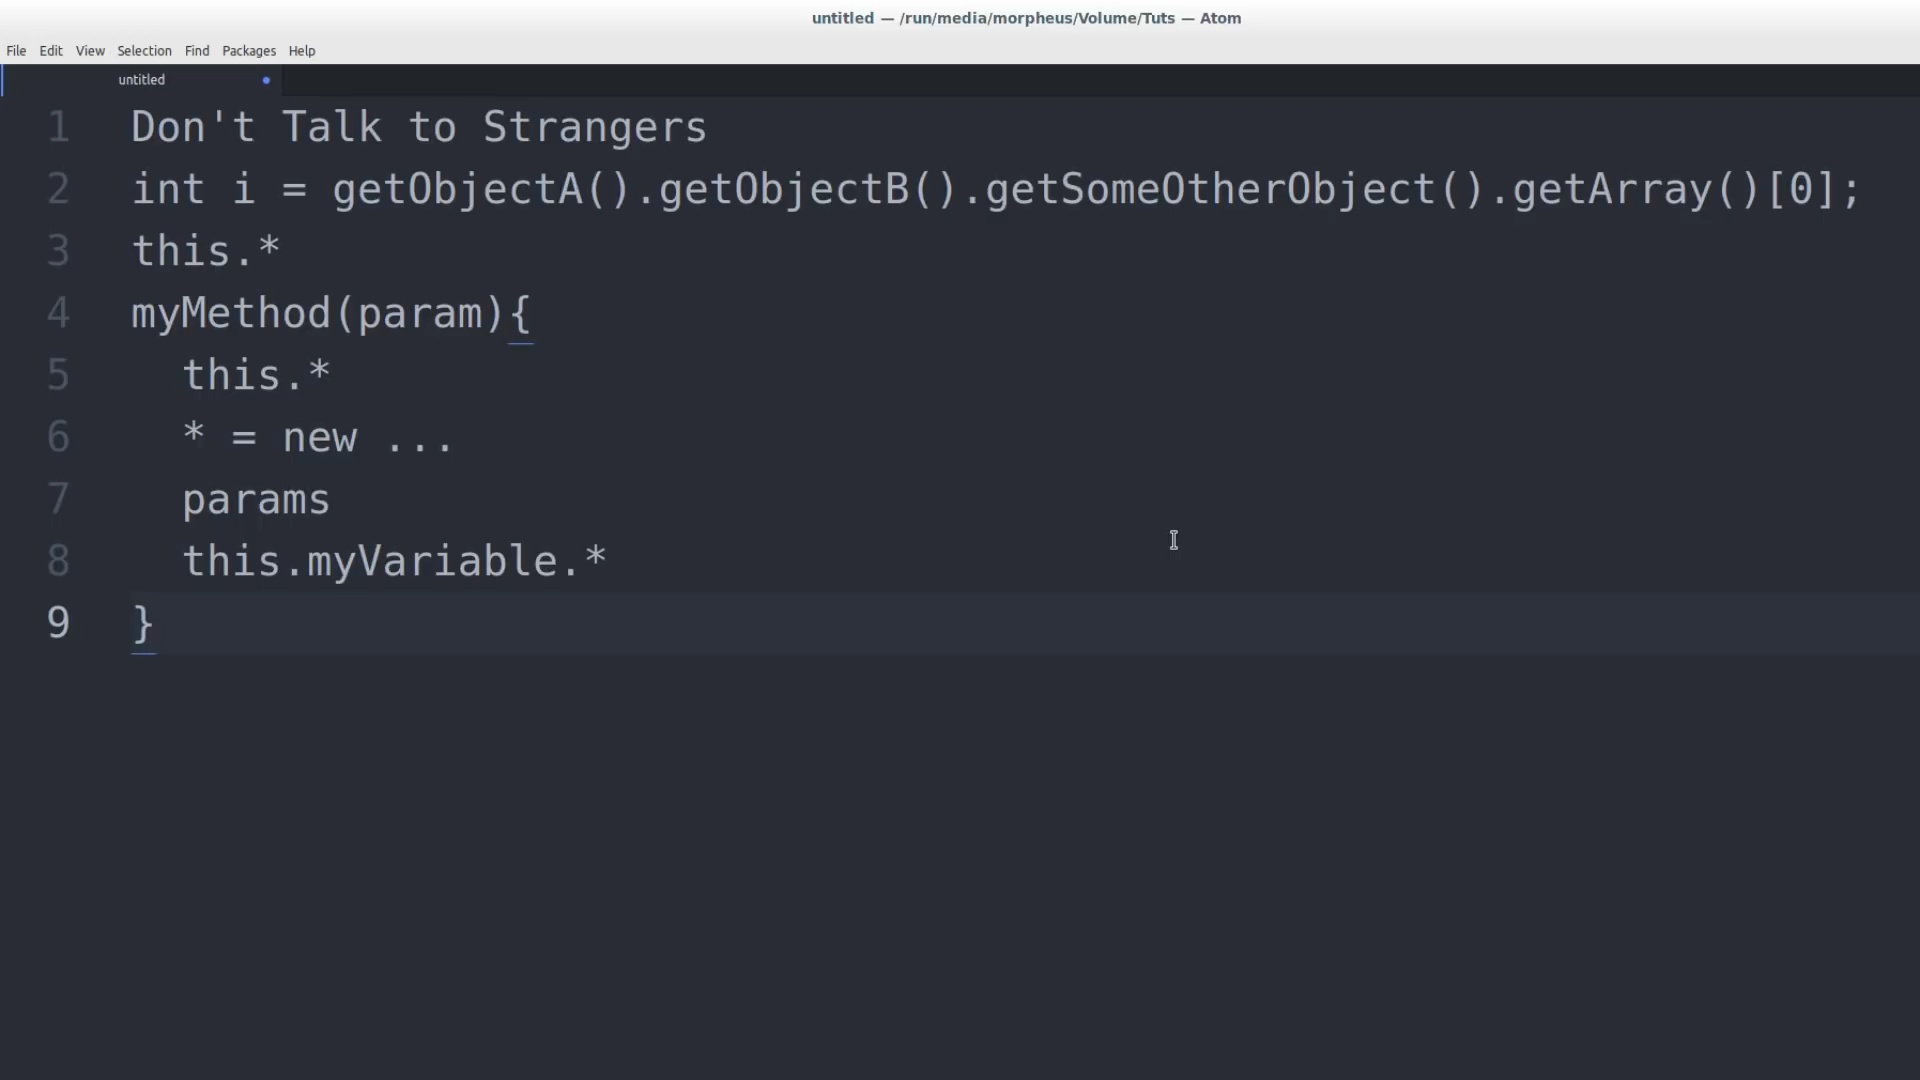 untitled — /run/media/morpheus/Volume/Tuts — Atom
File Edit View Selection Find Packages Help
untitled
1 Don't Talk to Strangers
2 int i = getObjectA().getObjectB().getSomeOtherObject().getArray()[0];
3 this.*
4 myMethod(param){
5   this.*
6   * = new ...
7   params
8   this.myVariable.*
9 }